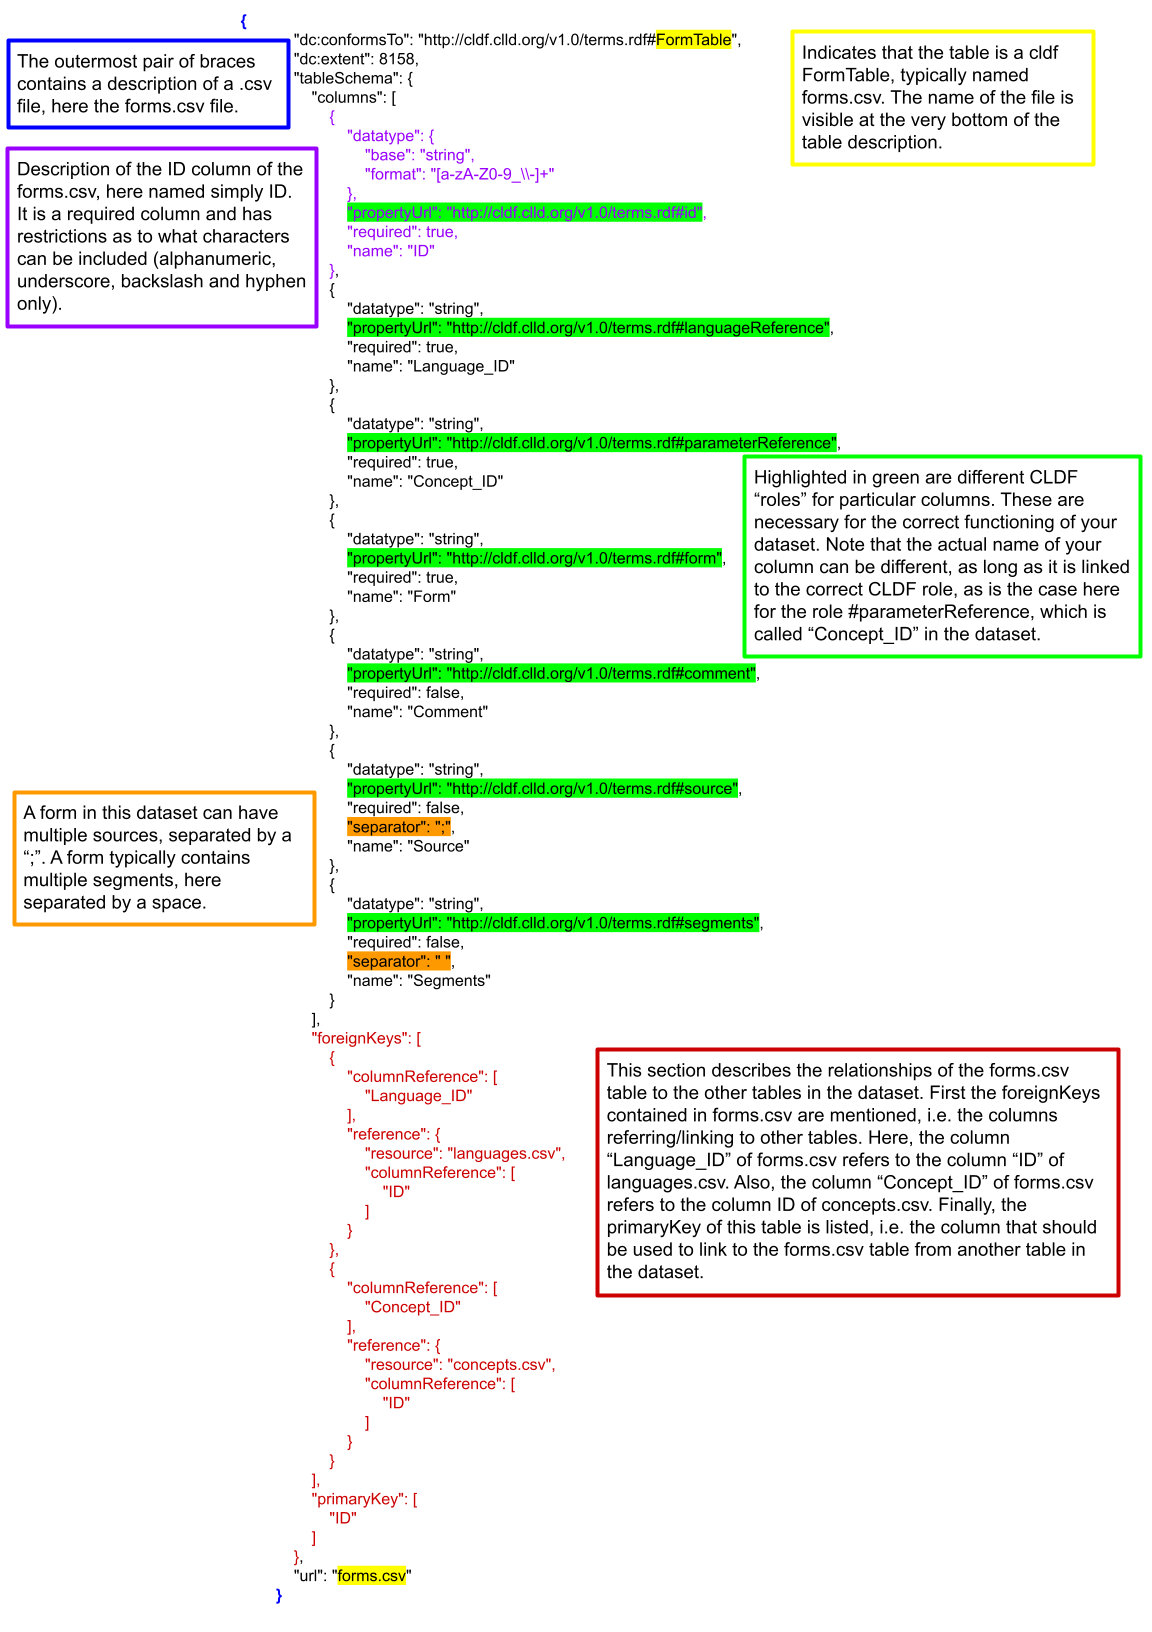 {
"dc:conformsTo": "http://cldf.clld.org/v1.0/terms.rdf#FormTable",
"dc:extent": 8158,
"tableSchema": {
"columns": [
{
"datatype": {
"base": "string",
"format": "[a-zA-Z0-9_\\-]+"
},
"propertyUrl": "http://cldf.clld.org/v1.0/terms.rdf#id",
"required": true,
"name": "ID"
},
{
"datatype": "string",
"propertyUrl": "http://cldf.clld.org/v1.0/terms.rdf#languageReference",
"required": true,
"name": "Language_ID"
},
{
"datatype": "string",
"propertyUrl": "http://cldf.clld.org/v1.0/terms.rdf#parameterReference",
"required": true,
"name": "Concept_ID"
},
{
"datatype": "string",
"propertyUrl": "http://cldf.clld.org/v1.0/terms.rdf#form",
"required": true,
"name": "Form"
},
{
"datatype": "string",
"propertyUrl": "http://cldf.clld.org/v1.0/terms.rdf#comment",
"required": false,
"name": "Comment"
},
{
"datatype": "string",
"propertyUrl": "http://cldf.clld.org/v1.0/terms.rdf#source",
"required": false,
"separator": ";",
"name": "Source"
},
{
"datatype": "string",
"propertyUrl": "http://cldf.clld.org/v1.0/terms.rdf#segments",
"required": false,
"separator": " ",
"name": "Segments"
}
],
"foreignKeys": [
{
"columnReference": [
"Language_ID"
],
"reference": {
"resource": "languages.csv",
"columnReference": [
"ID"
]
}
},
{
"columnReference": [
"Concept_ID"
],
"reference": {
"resource": "concepts.csv",
"columnReference": [
"ID"
]
}
}
],
"primaryKey": [
"ID"
]
},
"url": "forms.csv"
}
The outermost pair of braces
contains a description of a .csv
file, here the forms.csv file.
Description of the ID column of the
forms.csv, here named simply ID.
It is a required column and has
restrictions as to what characters
can be included (alphanumeric,
underscore, backslash and hyphen
only).
Indicates that the table is a cldf
FormTable, typically named
forms.csv. The name of the file is
visible at the very bottom of the
table description.
Highlighted in green are different CLDF
“roles” for particular columns. These are
necessary for the correct functioning of your
dataset. Note that the actual name of your
column can be different, as long as it is linked
to the correct CLDF role, as is the case here
for the role #parameterReference, which is
called “Concept_ID” in the dataset.
A form in this dataset can have
multiple sources, separated by a
“;”. A form typically contains
multiple segments, here
separated by a space.
This section describes the relationships of the forms.csv
table to the other tables in the dataset. First the foreignKeys
contained in forms.csv are mentioned, i.e. the columns
referring/linking to other tables. Here, the column
“Language_ID” of forms.csv refers to the column “ID” of
languages.csv. Also, the column “Concept_ID” of forms.csv
refers to the column ID of concepts.csv. Finally, the
primaryKey of this table is listed, i.e. the column that should
be used to link to the forms.csv table from another table in
the dataset.